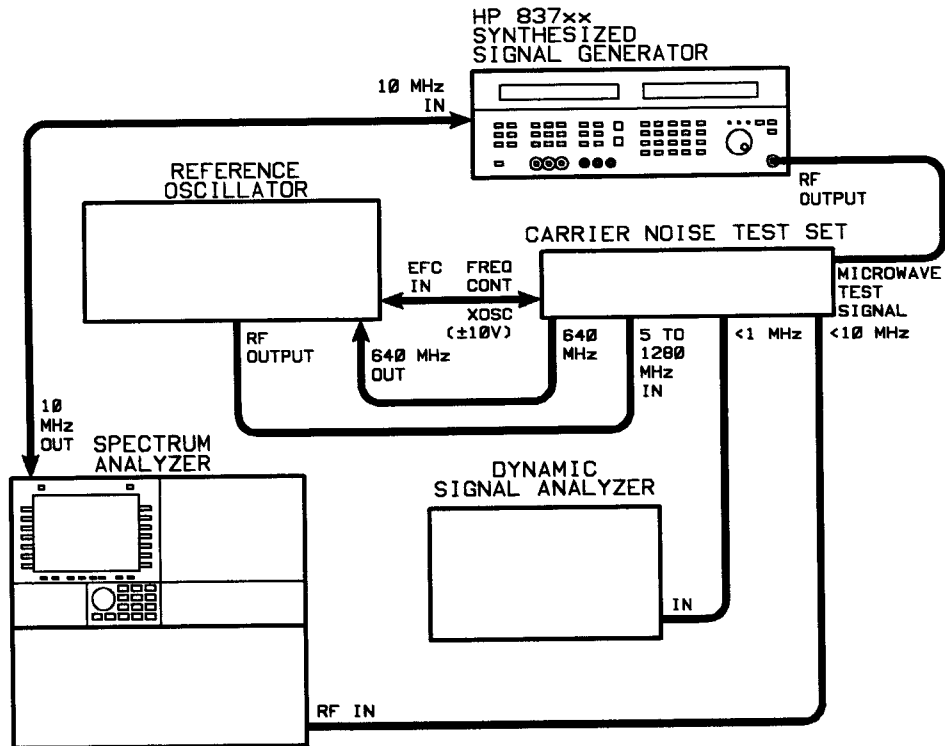 HP 837xx
SYNTHESIZED
SIGNAL GENERATOR
10 MHz
IN
REFERENCE
OSCILLATOR
RF
OUTPUT
CARRIER NOISE TEST SET
EFC
IN
FREQ
CONT
XOSC
(±10V)
MICROWAVE
TEST
SIGNAL
RF
OUTPUT
640 MHz
OUT
640
MHz
5 TO
1280
MHz
IN
<1 MHz
<10 MHz
10
MHz
OUT
SPECTRUM
ANALYZER
DYNAMIC
SIGNAL ANALYZER
IN
RF IN